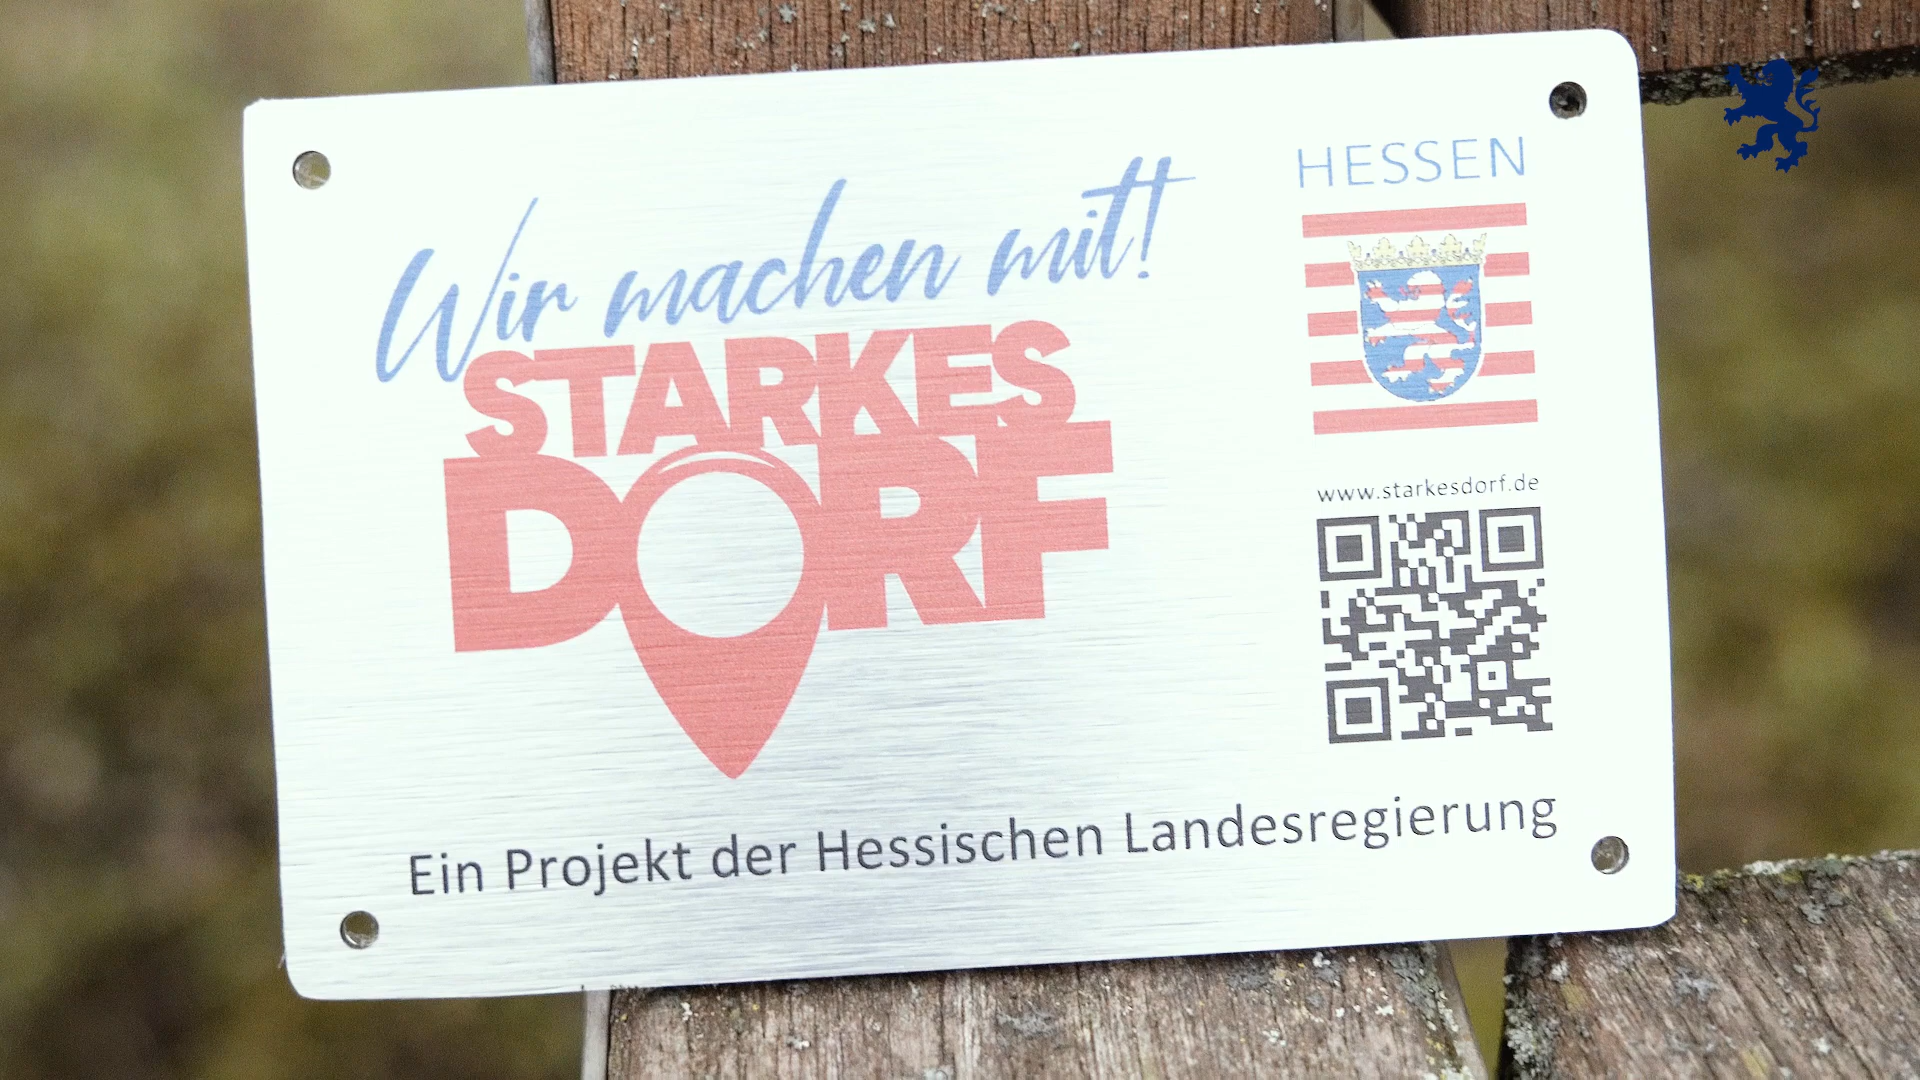 Wir machen mit!
STARKES
DORF
HESSEN
www.starkesdorf.de
Ein Projekt der Hessischen Landesregierung